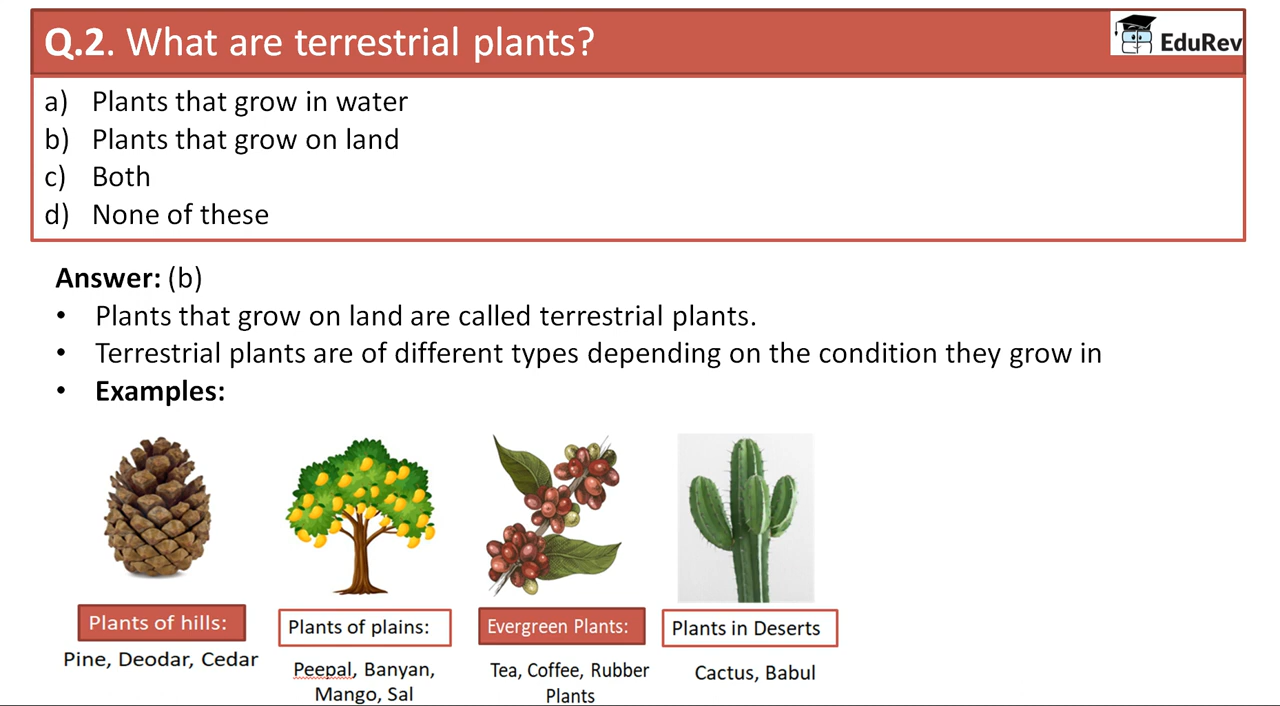 Q.2. What are terrestrial plants?
EduRev
a) Plants that grow in water
b) Plants that grow on land
c) Both
d) None of these
Answer: (b)
• Plants that grow on land are called terrestrial plants.
• Terrestrial plants are of different types depending on the condition they grow in
• Examples:
Plants of hills:
Pine, Deodar, Cedar
Plants of plains:
Peepal, Banyan,
Mango, Sal
Evergreen Plants:
Tea, Coffee, Rubber
Plants
Plants in Deserts
Cactus, Babul